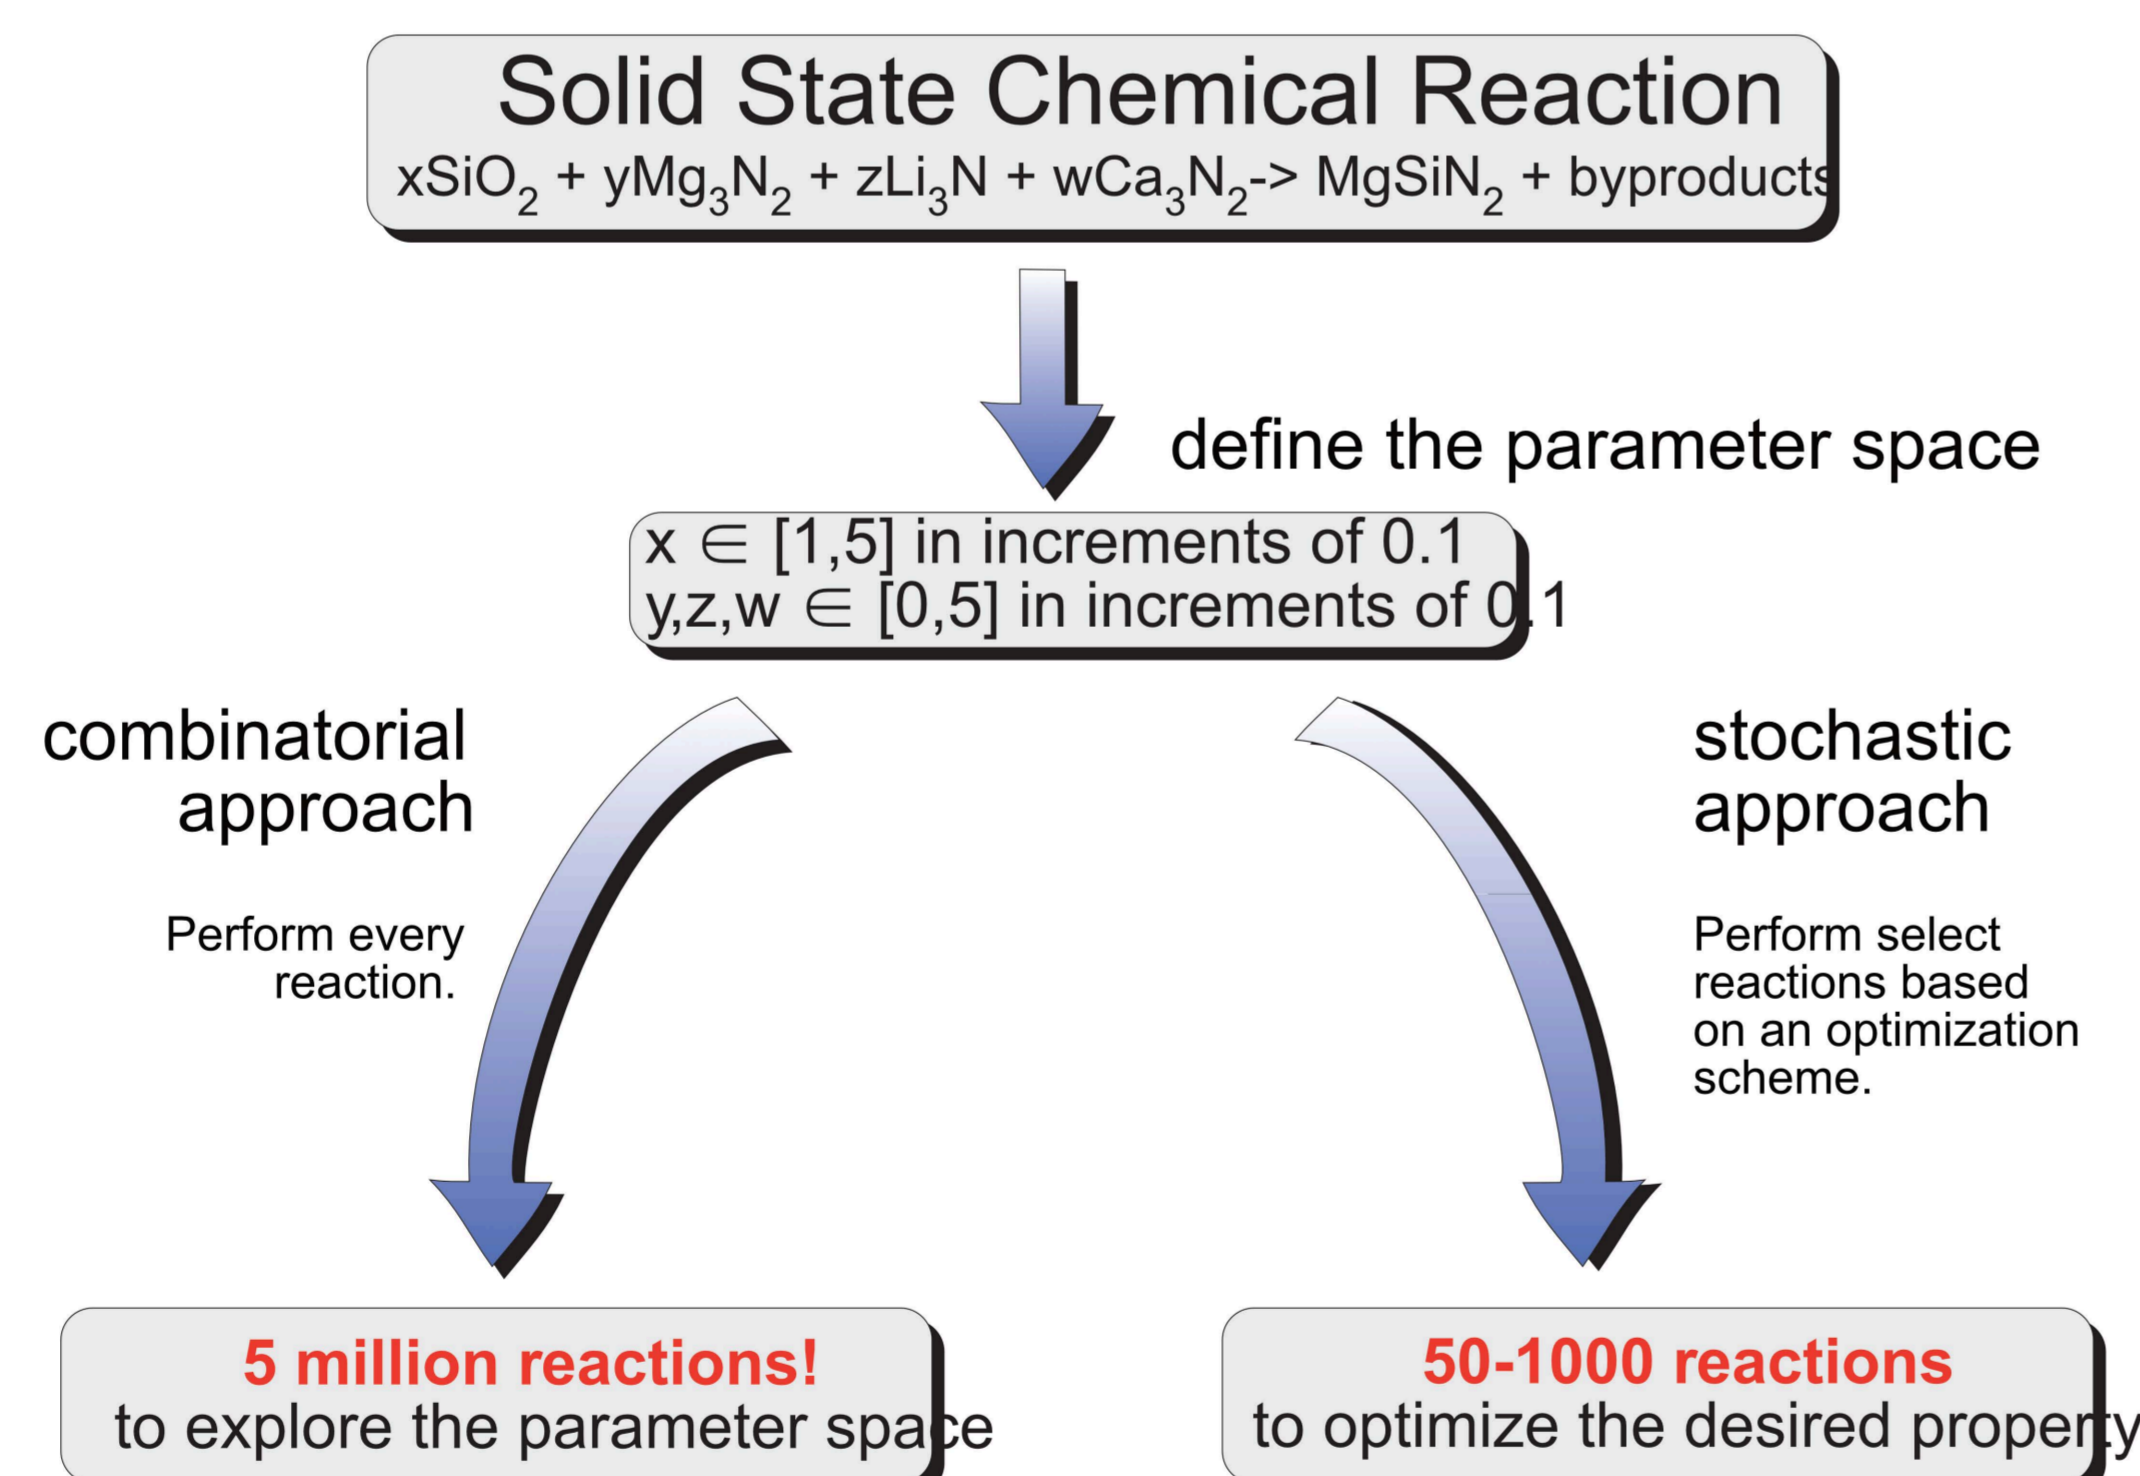 Solid State Chemical Reaction
xSiO₂ + yMg₃N₂ + zLi₃N + wCa₃N₂-> MgSiN₂ + byproducts
define the parameter space
x ∈ [1,5] in increments of 0.1
y,z,w ∈ [0,5] in increments of 0.1
combinatorial
approach
Perform every
reaction.
stochastic
approach
Perform select
reactions based
on an optimization
scheme.
5 million reactions!
to explore the parameter space
50-1000 reactions
to optimize the desired property